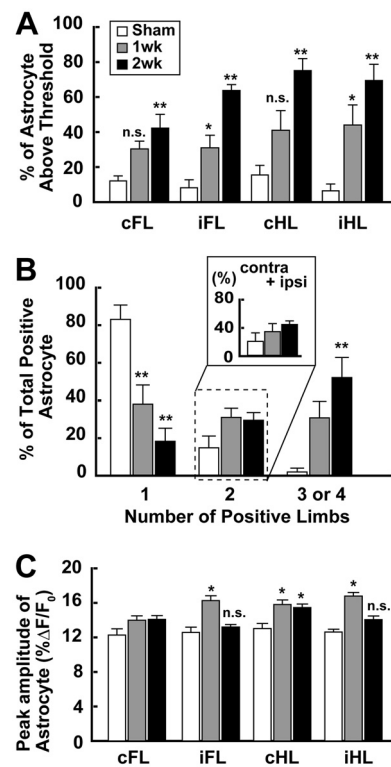 A
Sham
1wk
2wk
% of Astrocyte
Above Threshold
100
80
60
40
20
0
n.s.
**
*
**
n.s.
**
*
**
cFL
iFL
cHL
iHL
B
% of Total Positive
Astrocyte
100
80
60
40
20
0
**
**
**
(%)
contra
+ ipsi
80
40
0
1
2
3 or 4
Number of Positive Limbs
C
Peak amplitude of
Astrocyte (%ΔF/F0)
20
16
12
8
4
0
*
n.s.
*
*
*
n.s.
cFL
iFL
cHL
iHL